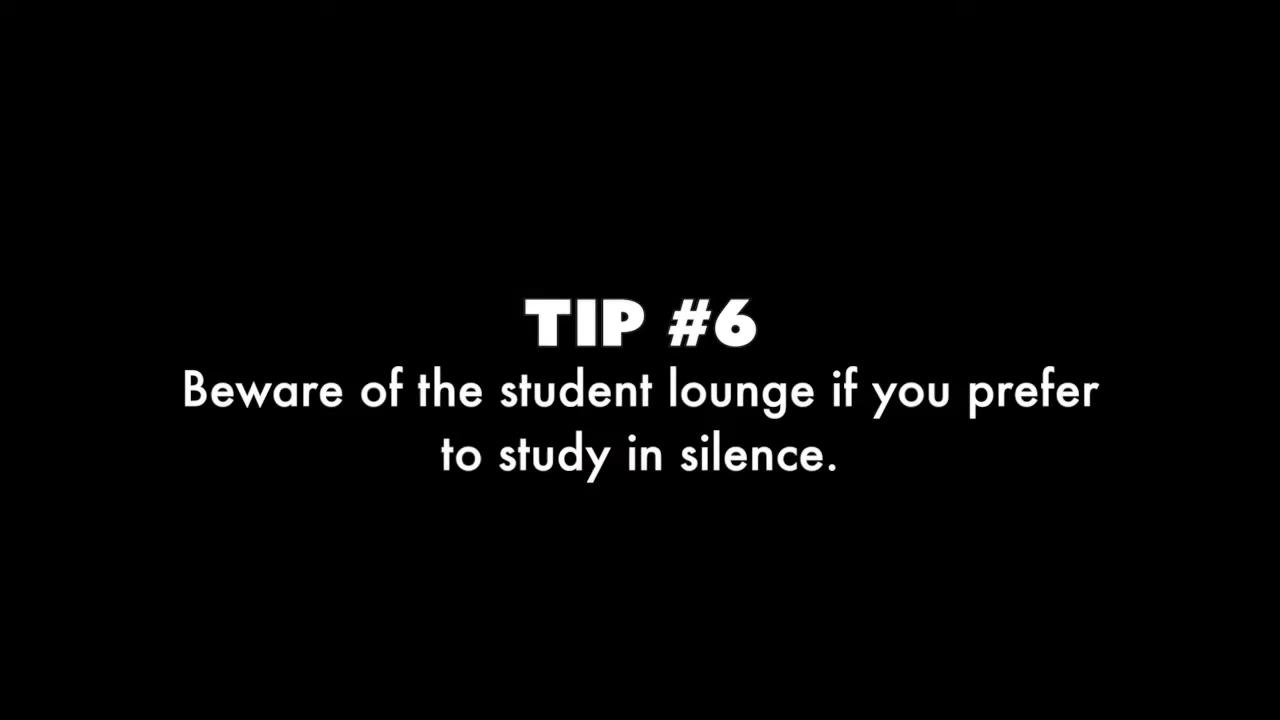 TIP #6
Beware of the student lounge if you prefer
to study in silence.